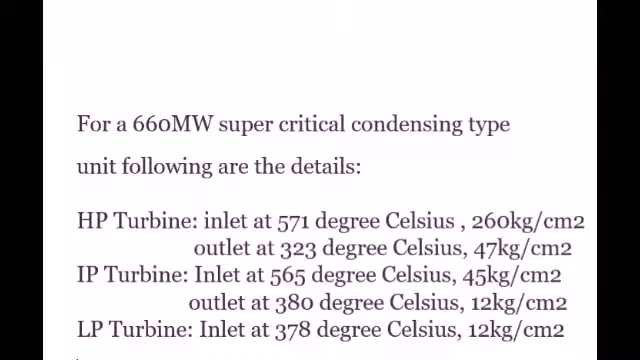 For a 660MW super critical condensing type
unit following are the details:
HP Turbine: inlet at 571 degree Celsius , 260kg/cm2
outlet at 323 degree Celsius, 47kg/cm2
IP Turbine: Inlet at 565 degree Celsius, 45kg/cm2
outlet at 380 degree Celsius, 12kg/cm2
LP Turbine: Inlet at 378 degree Celsius, 12kg/cm2